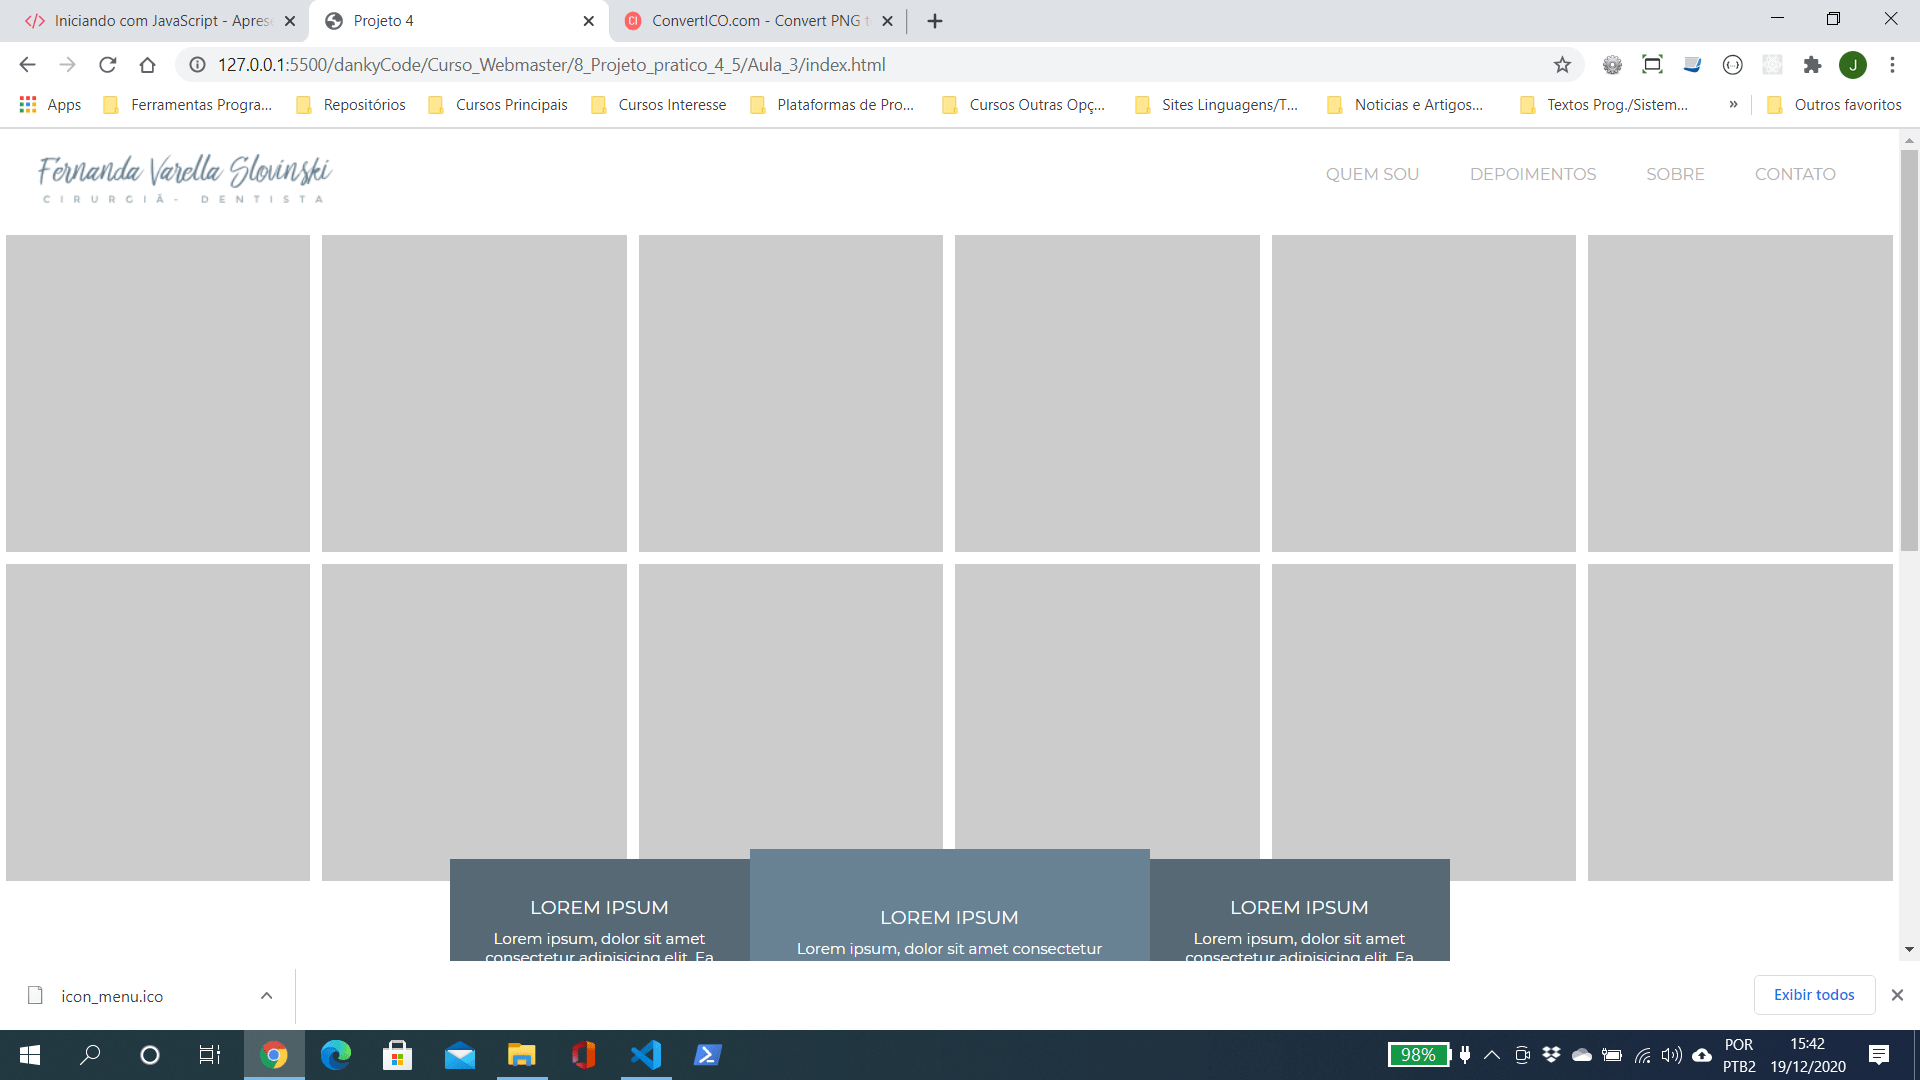 Iniciando com JavaScript - Aprese
Projeto 4
ConvertICO.com - Convert PNG t
127.0.0.1:5500/dankyCode/Curso_Webmaster/8_Projeto_pratico_4_5/Aula_3/index.html
J
Apps
Ferramentas Progra...
Repositórios
Cursos Principais
Cursos Interesse
Plataformas de Pro...
Cursos Outras Opç...
Sites Linguagens/T...
Noticias e Artigos...
Textos Prog./Sistem...
»
Outros favoritos
Fernanda Varella Slovinski
CIRURGIÃ- DENTISTA
QUEM SOU
DEPOIMENTOS
SOBRE
CONTATO
LOREM IPSUM
Lorem ipsum, dolor sit amet
consectetur adipisicing elit. Ea
LOREM IPSUM
Lorem ipsum, dolor sit amet consectetur
LOREM IPSUM
Lorem ipsum, dolor sit amet
consectetur adipisicing elit. Ea
icon_menu.ico
Exibir todos
98%
POR
PTB2
15:42
19/12/2020